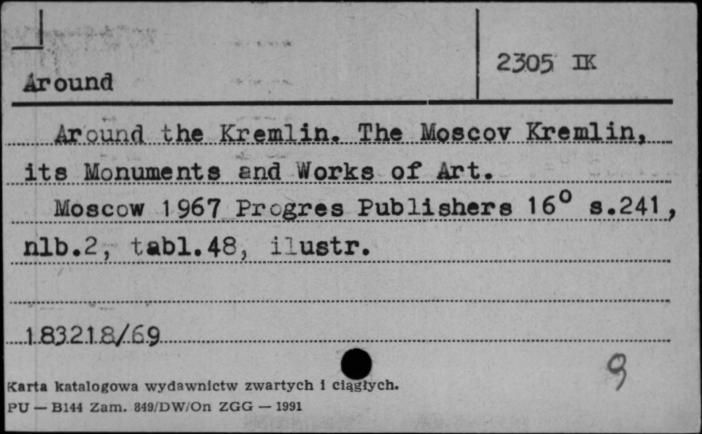 2305 IK
Around
Around the Kremlin. The Moscov Kremlin,
its Monuments and Works of Art.
Moscow 1967 Progres Publishers 16° s.241,
nlb.2, tabl.48, ilustr.
183218/69
9
Karta katalogowa wydawnictw zwartych i ciągłych.
PU — B144 Zam. 849/DW/On ZGG — 1991